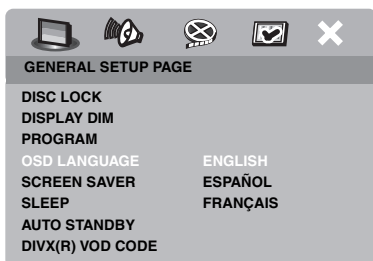 GENERAL SETUP PAGE
DISC LOCK
DISPLAY DIM
PROGRAM
OSD LANGUAGE ENGLISH
SCREEN SAVER ESPAÑOL
SLEEP FRANÇAIS
AUTO STANDBY
DIVX(R) VOD CODE